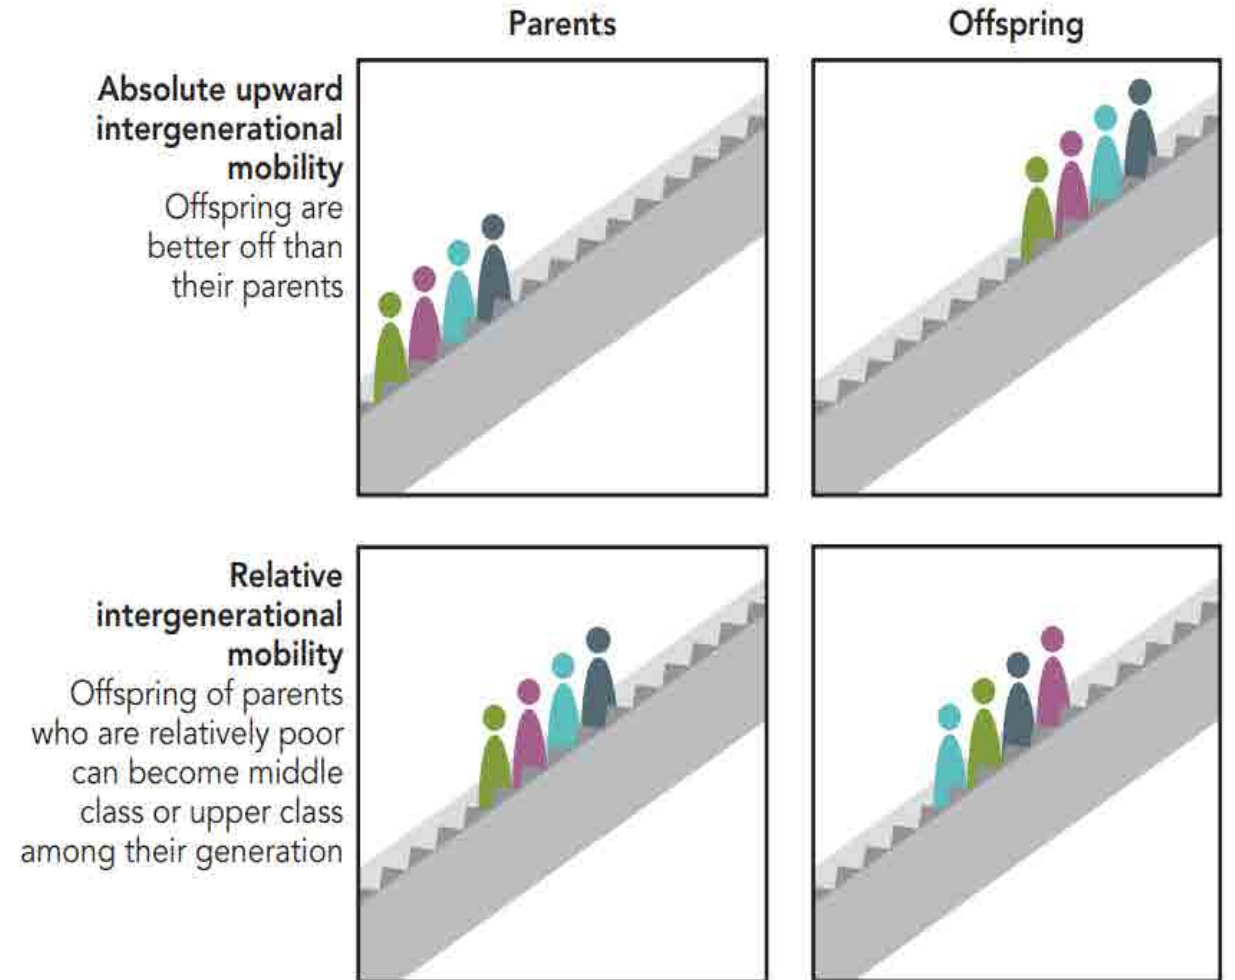 Parents
Offspring
Absolute upward
intergenerational
mobility
Offspring are
better off than
their parents
Relative
intergenerational
mobility
Offspring of parents
who are relatively poor
can become middle
class or upper class
among their generation